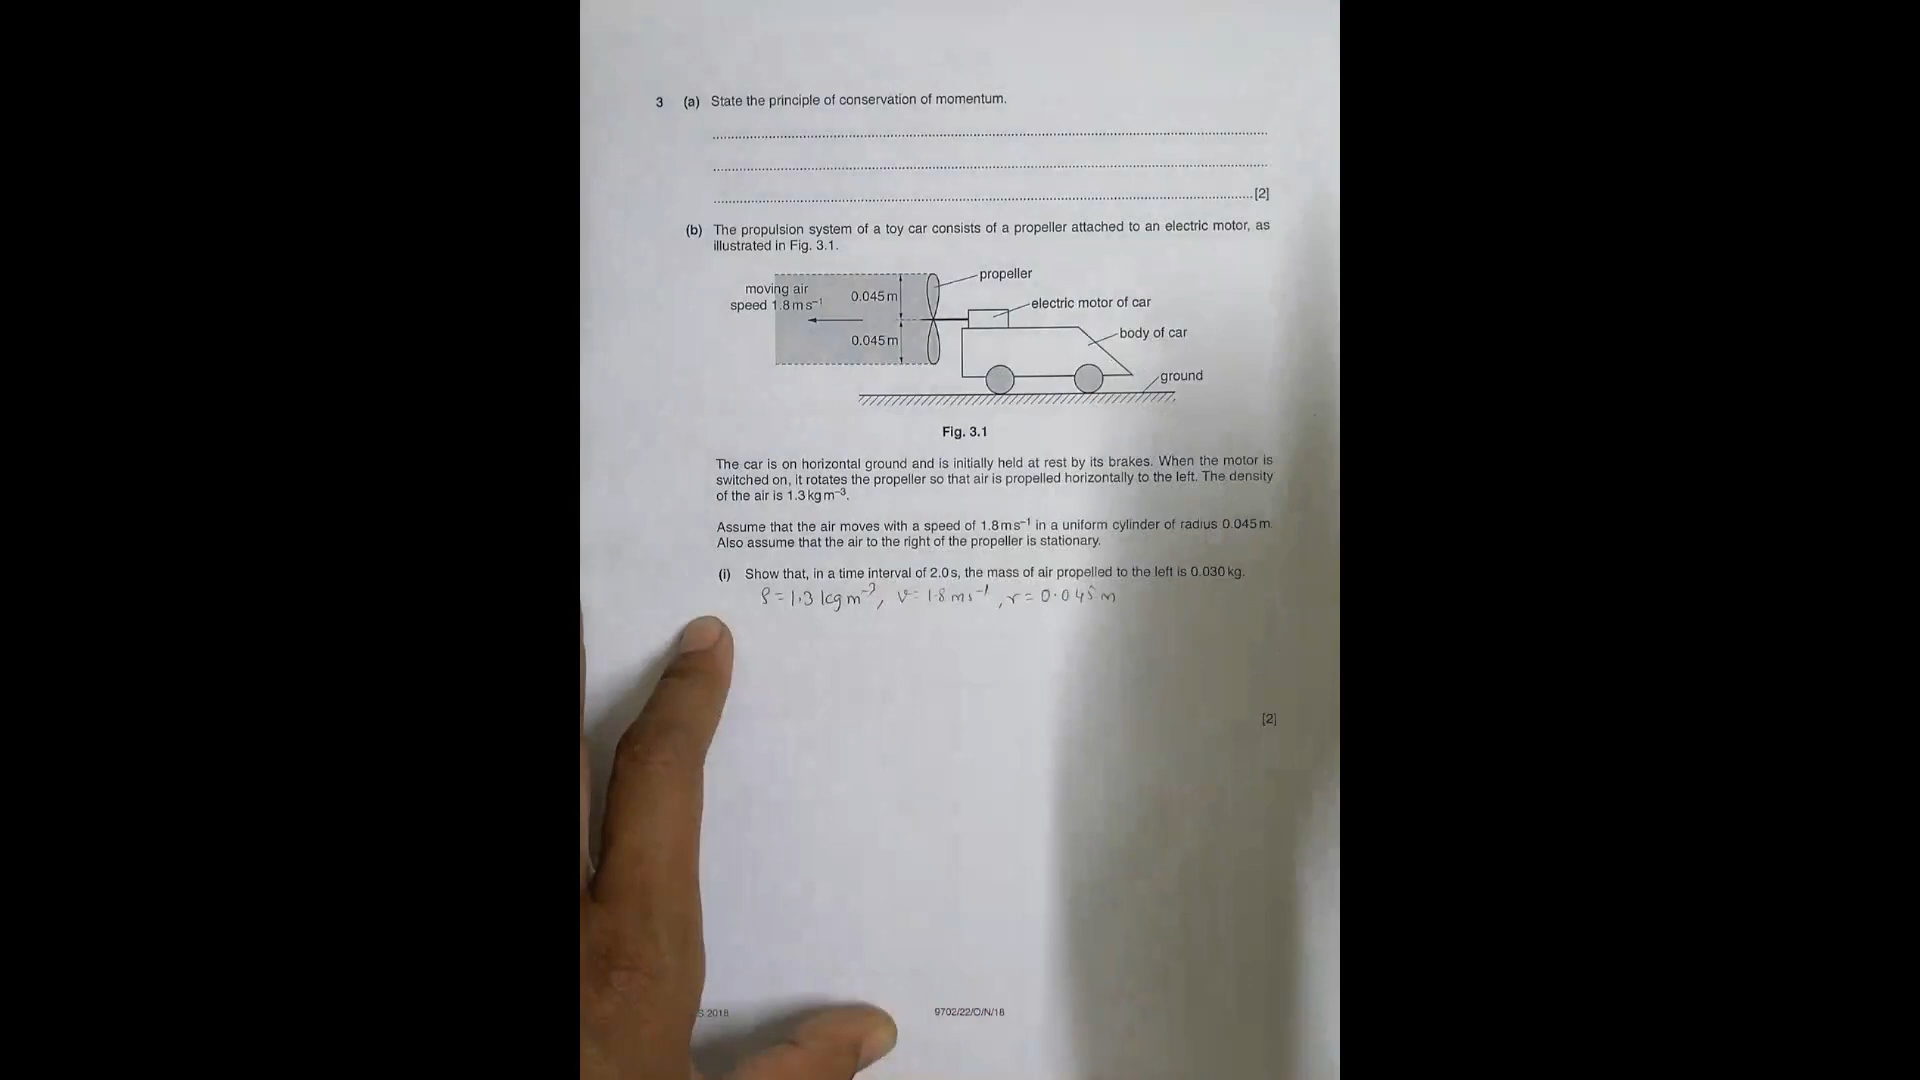 3 (a) State the principle of conservation of momentum.
[2]
(b) The propulsion system of a toy car consists of a propeller attached to an electric motor, as
illustrated in Fig. 3.1.
propeller
moving air
speed 1.8 m s⁻¹
0.045 m
electric motor of car
0.045 m
body of car
ground
Fig. 3.1
The car is on horizontal ground and is initially held at rest by its brakes. When the motor is
switched on, it rotates the propeller so that air is propelled horizontally to the left. The density
of the air is 1.3 kg m⁻³.
Assume that the air moves with a speed of 1.8 m s⁻¹ in a uniform cylinder of radius 0.045 m.
Also assume that the air to the right of the propeller is stationary.
(i) Show that, in a time interval of 2.0 s, the mass of air propelled to the left is 0.030 kg.
ρ = 1.3 kg m⁻³, v = 1.8 ms⁻¹, r = 0.045 m
[2]
S 2018
9702/22/O/N/18